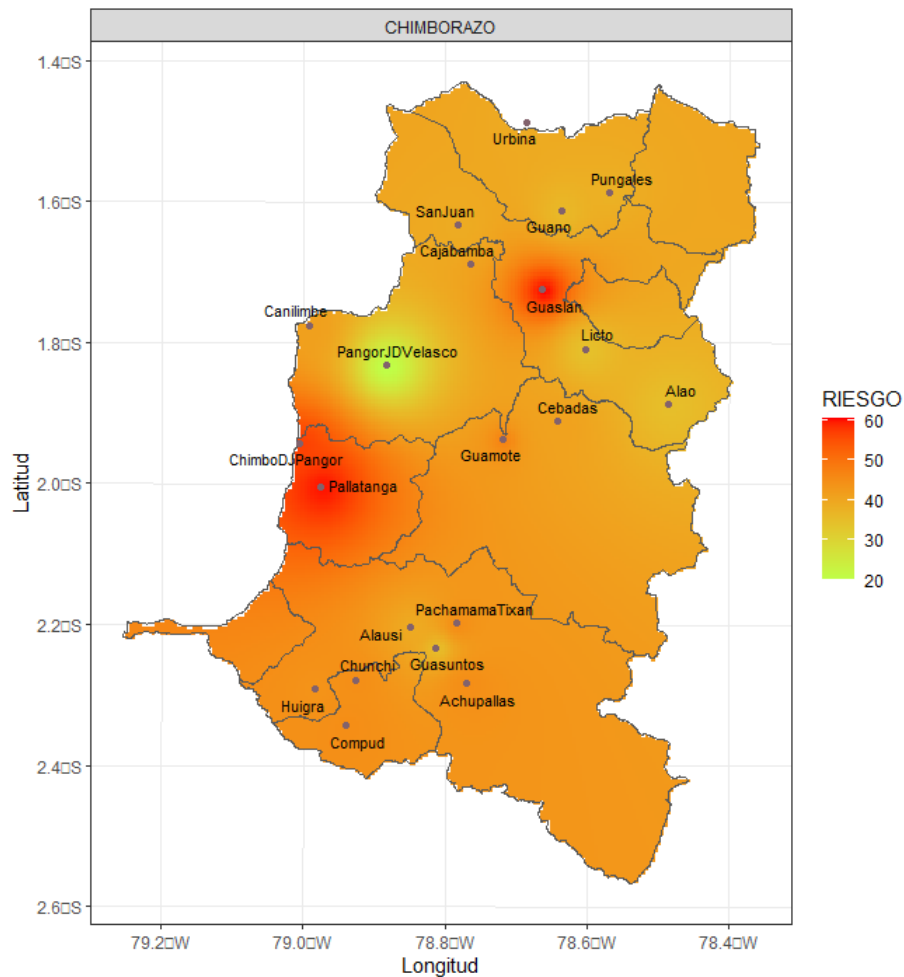 CHIMBORAZO
1.4□S
Urbina
Pungales
1.6□S
SanJuan
Guano
Cajabamba
Guaslan
Canilimbe
Licto
1.8□S
PangorJDVelasco
Alao
RIESGO
Cebadas
60
Guamote
50
ChimboDJPangor
Latitud
2.0□S
Pallatanga
40
30
20
PachamamaTixan
2.2□S
Alausi
Guasuntos
Chunchi
Achupallas
Huigra
Compud
2.4□S
2.6□S
79.2□W
79.0□W
78.8□W
78.6□W
78.4□W
Longitud